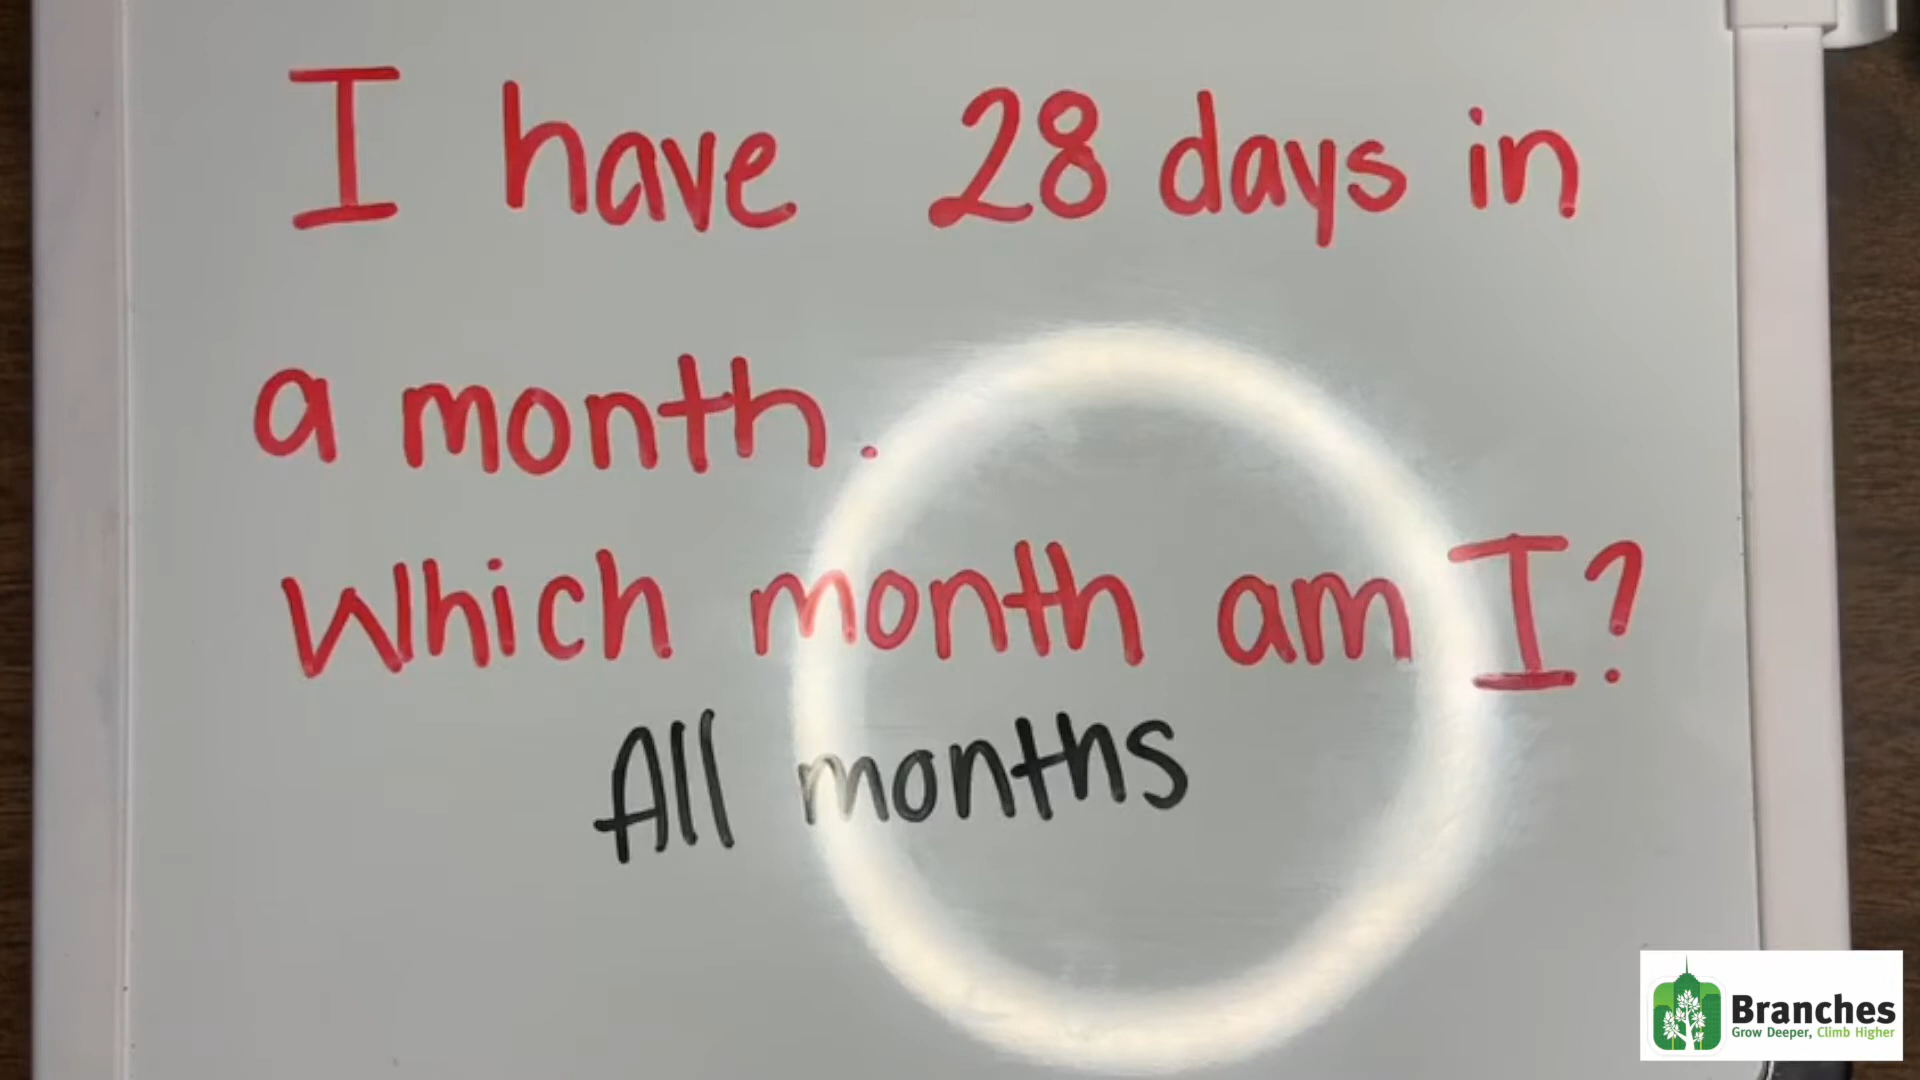 I have 28 days in
a month.
Which month am I?
All months
Branches
Grow Deeper, Climb Higher